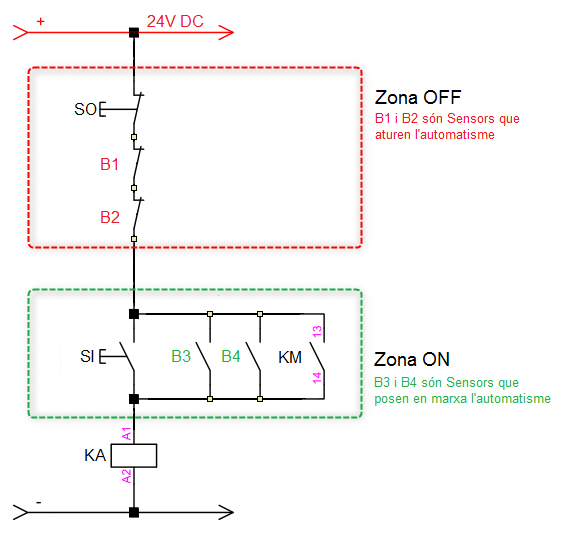 + 24V DC
SO
B1
B2
Zona OFF
B1 i B2 són Sensors que
aturen l'automatisme
SI
B3
B4
KM
13
14
Zona ON
B3 i B4 són Sensors que
posen en marxa l'automatisme
A1
KA
A2
-